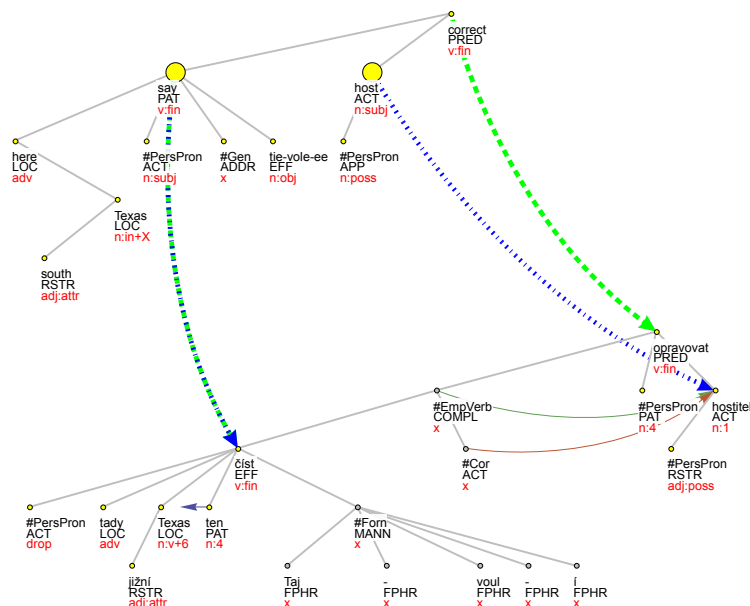 correct
PRED
v:fin
say
PAT
v:fin
host
ACT
n:subj
here
LOC
adv
#PersPron
ACT
n:subj
#Gen
ADDR
x
tie-vole-ee
EFF
n:obj
#PersPron
APP
n:poss
Texas
LOC
n:in+X
south
RSTR
adj:attr
opravovat
PRED
v:fin
#EmpVerb
COMPL
x
#PersPron
PAT
n:4
hostitel
ACT
n:1
číst
EFF
v:fin
#Cor
ACT
x
#PersPron
RSTR
adj:poss
#PersPron
ACT
drop
tady
LOC
adv
Texas
LOC
n:v+6
ten
PAT
n:4
#Forn
MANN
x
jižní
RSTR
adj:attr
Taj
FPHR
x
-
FPHR
x
voul
FPHR
x
-
FPHR
x
í
FPHR
x